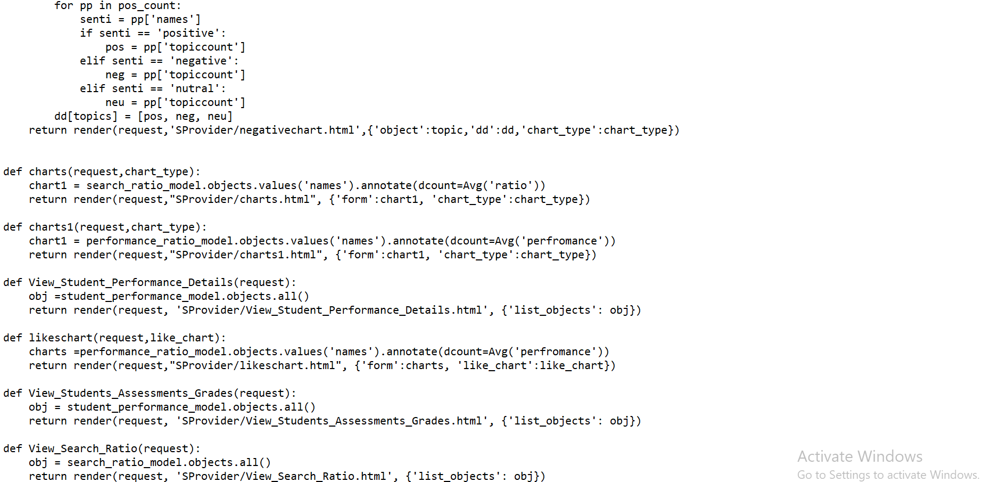 for pp in pos_count:
            senti = pp['names']
            if senti == 'positive':
                pos = pp['topiccount']
            elif senti == 'negative':
                neg = pp['topiccount']
            elif senti == 'nutral':
                neu = pp['topiccount']
        dd[topics] = [pos, neg, neu]
    return render(request,'SProvider/negativechart.html',{'object':topic,'dd':dd,'chart_type':chart_type})


def charts(request,chart_type):
    chart1 = search_ratio_model.objects.values('names').annotate(dcount=Avg('ratio'))
    return render(request,"SProvider/charts.html", {'form':chart1, 'chart_type':chart_type})

def charts1(request,chart_type):
    chart1 = performance_ratio_model.objects.values('names').annotate(dcount=Avg('perfromance'))
    return render(request,"SProvider/charts1.html", {'form':chart1, 'chart_type':chart_type})

def View_Student_Performance_Details(request):
    obj =student_performance_model.objects.all()
    return render(request, 'SProvider/View_Student_Performance_Details.html', {'list_objects': obj})

def likeschart(request,like_chart):
    charts =performance_ratio_model.objects.values('names').annotate(dcount=Avg('perfromance'))
    return render(request,"SProvider/likeschart.html", {'form':charts, 'like_chart':like_chart})

def View_Students_Assessments_Grades(request):
    obj = student_performance_model.objects.all()
    return render(request, 'SProvider/View_Students_Assessments_Grades.html', {'list_objects': obj})

def View_Search_Ratio(request):
    obj = search_ratio_model.objects.all()
    return render(request, 'SProvider/View_Search_Ratio.html', {'list_objects': obj})
Activate Windows
Go to Settings to activate Windows.